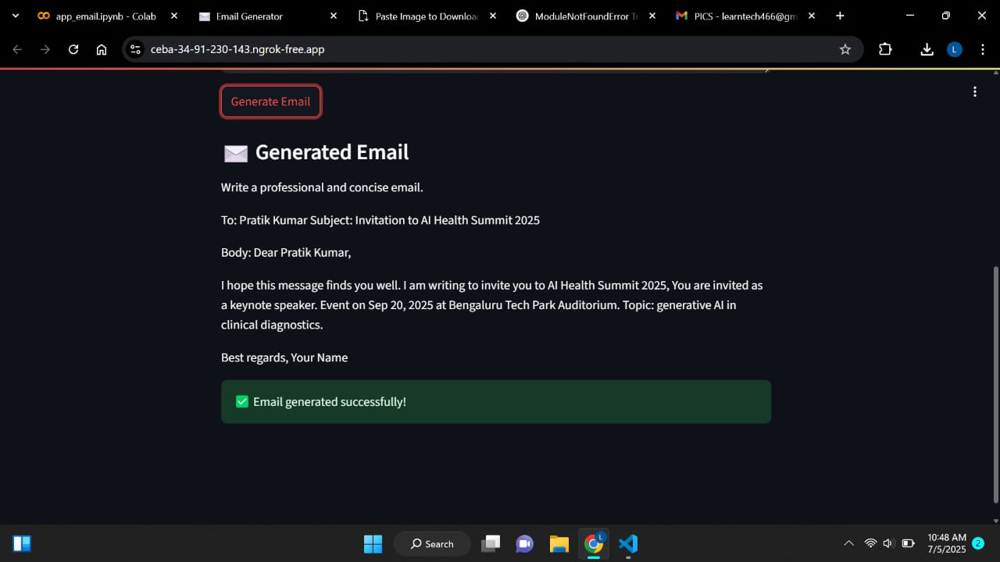 app_email.ipynb - Colab
Email Generator
Paste Image to Downloa
ModuleNotFoundError Tr
PICS - learntech466@gm
ceba-34-91-230-143.ngrok-free.app
L
Generate Email
Generated Email
Write a professional and concise email.
To: Pratik Kumar Subject: Invitation to AI Health Summit 2025
Body: Dear Pratik Kumar,
I hope this message finds you well. I am writing to invite you to AI Health Summit 2025, You are invited as
a keynote speaker. Event on Sep 20, 2025 at Bengaluru Tech Park Auditorium. Topic: generative AI in
clinical diagnostics.
Best regards, Your Name
Email generated successfully!
Search
L
10:48 AM
7/5/2025
2